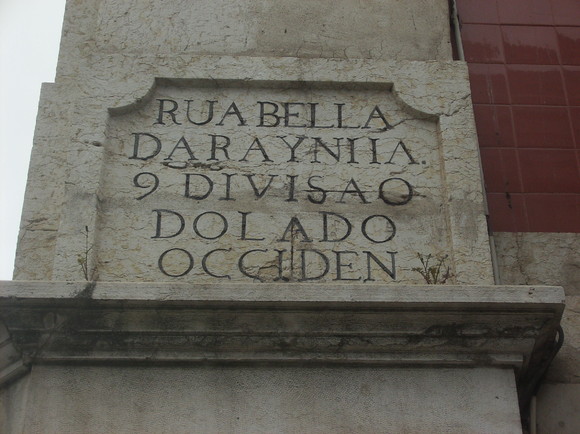 RUA BELLA
DA RAYNHA.
9 DIVISAO
DO LADO
OCCIDEN